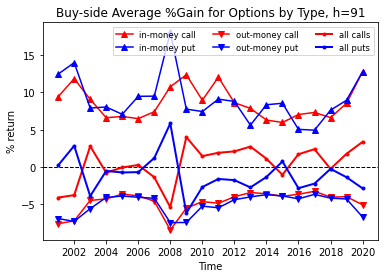 Buy-side Average %Gain for Options by Type, h=91
in-money call
in-money put
out-money call
out-money put
all calls
all puts
% return
15
10
5
0
−5
2002 2004 2006 2008 2010 2012 2014 2016 2018 2020
Time